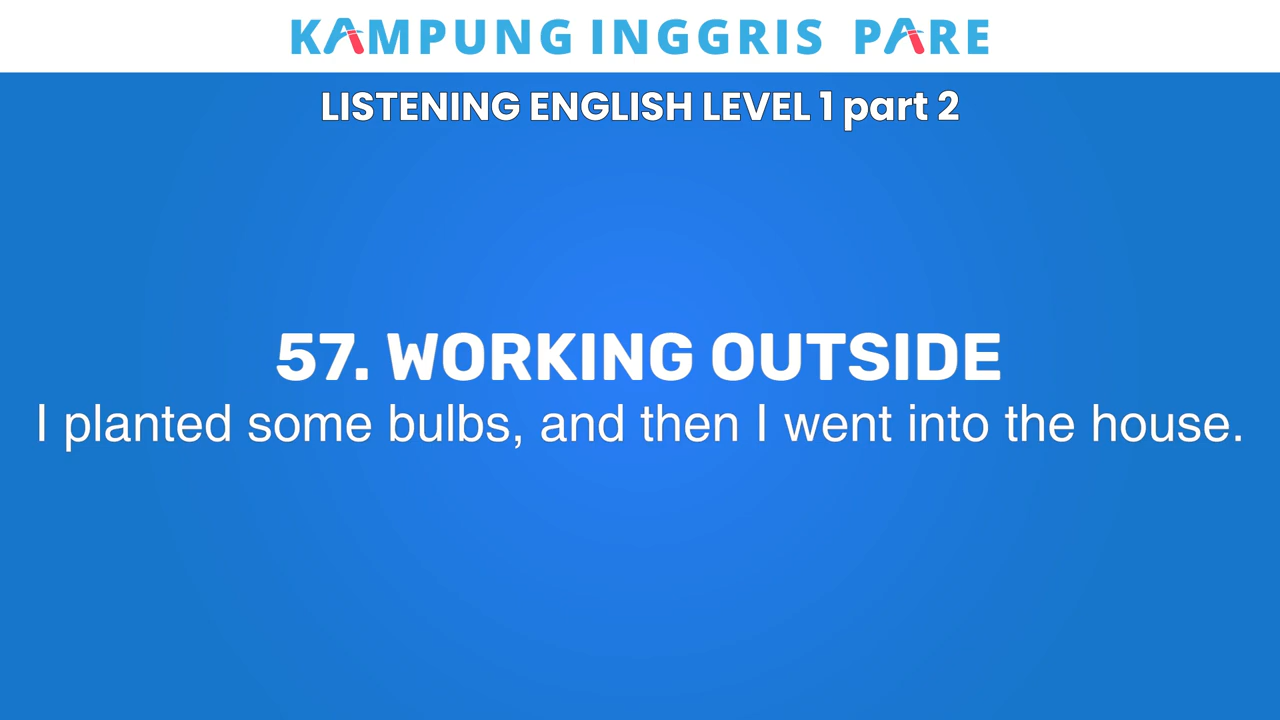 KAMPUNG INGGRIS PARE
LISTENING ENGLISH LEVEL 1 part 2
57. WORKING OUTSIDE
I planted some bulbs, and then I went into the house.